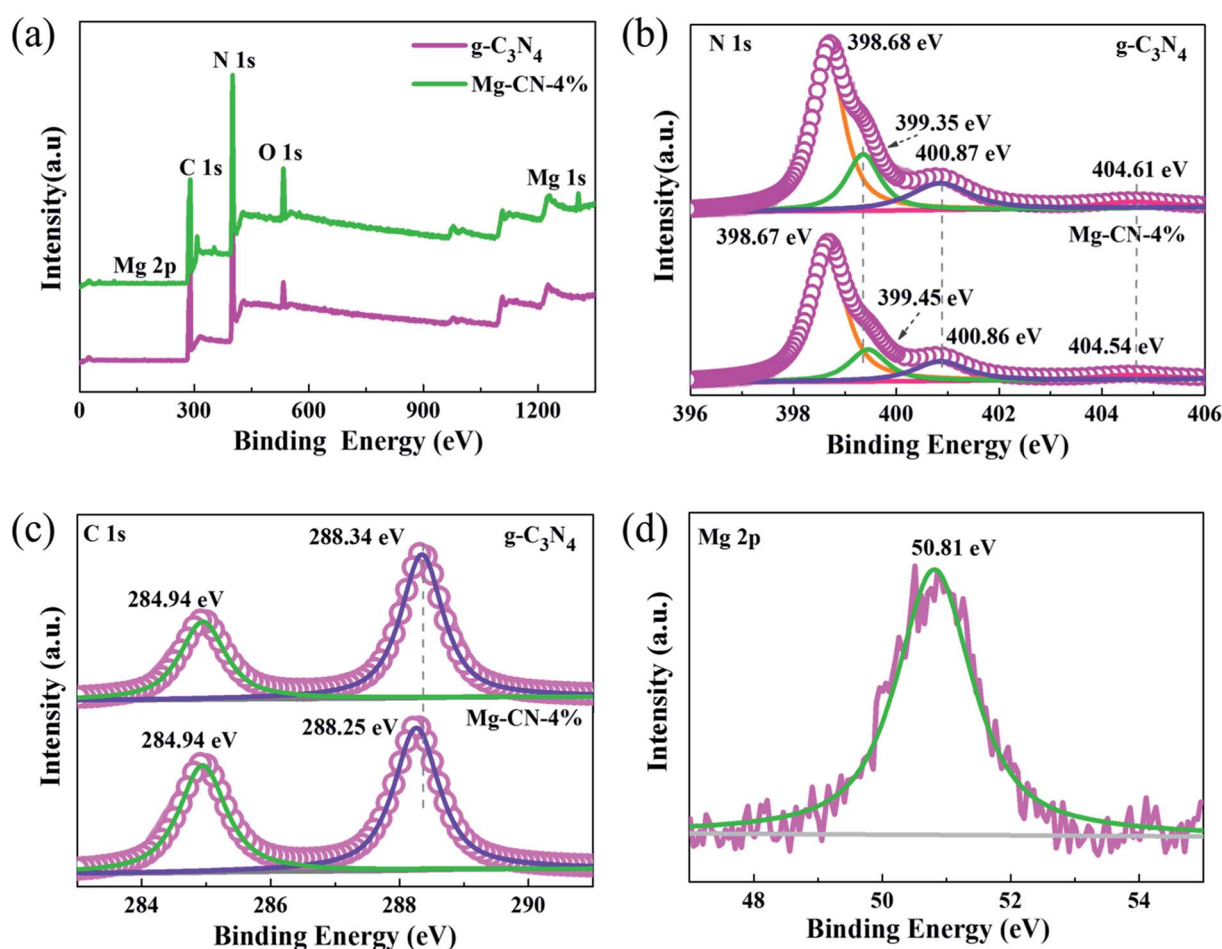 (a)
g-C₃N₄
Mg-CN-4%
N 1s
C 1s
O 1s
Mg 1s
Mg 2p
Intensity(a.u)
0 300 600 900 1200
Binding Energy (eV)
(b)
N 1s
398.68 eV
g-C₃N₄
399.35 eV
400.87 eV
404.61 eV
398.67 eV
Mg-CN-4%
399.45 eV
400.86 eV
404.54 eV
Intensity(a.u.)
396 398 400 402 404 406
Binding Energy (eV)
(c)
C 1s
288.34 eV
g-C₃N₄
284.94 eV
Mg-CN-4%
288.25 eV
284.94 eV
Intensity (a.u.)
284 286 288 290
Binding Energy (eV)
(d)
Mg 2p
50.81 eV
Intensity (a.u.)
48 50 52 54
Binding Energy (eV)